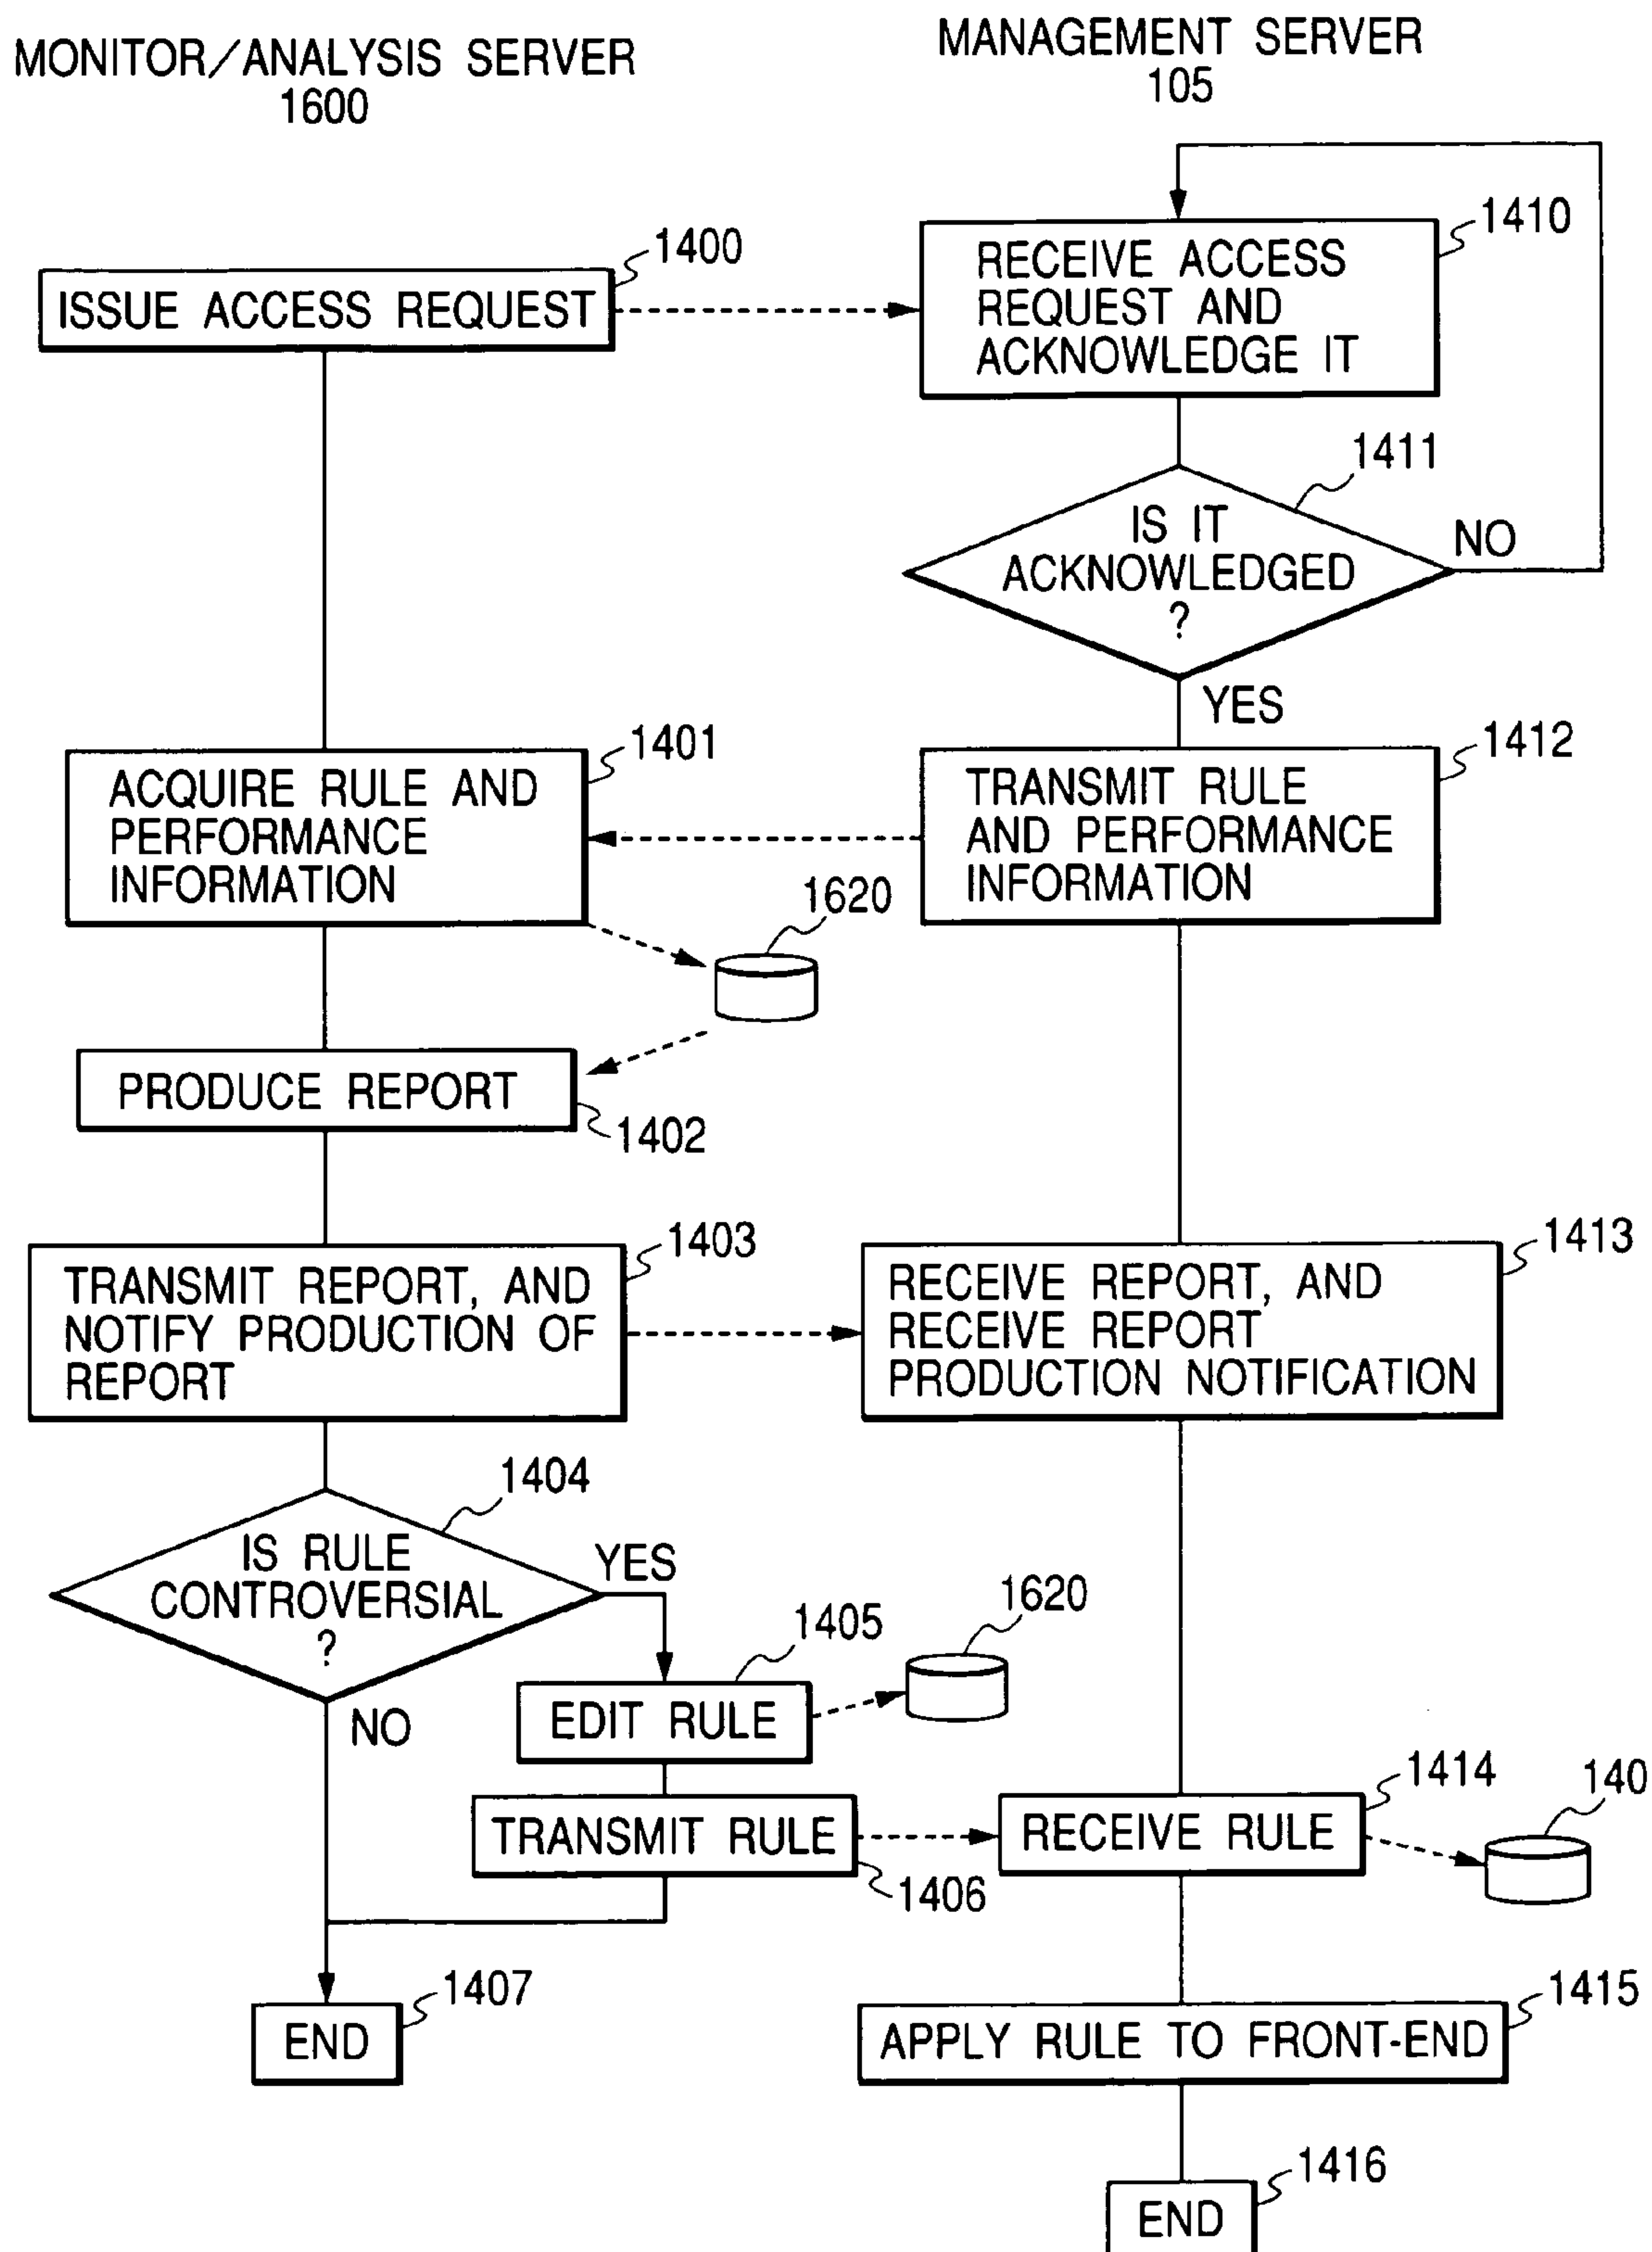 MONITOR/ANALYSIS SERVER
1600
MANAGEMENT SERVER
105
1400
ISSUE ACCESS REQUEST
1410
RECEIVE ACCESS
REQUEST AND
ACKNOWLEDGE IT
1411
IS IT
ACKNOWLEDGED
?
NO
YES
1401
ACQUIRE RULE AND
PERFORMANCE
INFORMATION
1412
TRANSMIT RULE
AND PERFORMANCE
INFORMATION
1620
PRODUCE REPORT
1402
1403
TRANSMIT REPORT, AND
NOTIFY PRODUCTION OF
REPORT
1413
RECEIVE REPORT, AND
RECEIVE REPORT
PRODUCTION NOTIFICATION
1404
IS RULE
CONTROVERSIAL
?
YES
NO
1405
EDIT RULE
1620
TRANSMIT RULE
1406
1414
RECEIVE RULE
140
1407
END
1415
APPLY RULE TO FRONT-END
1416
END